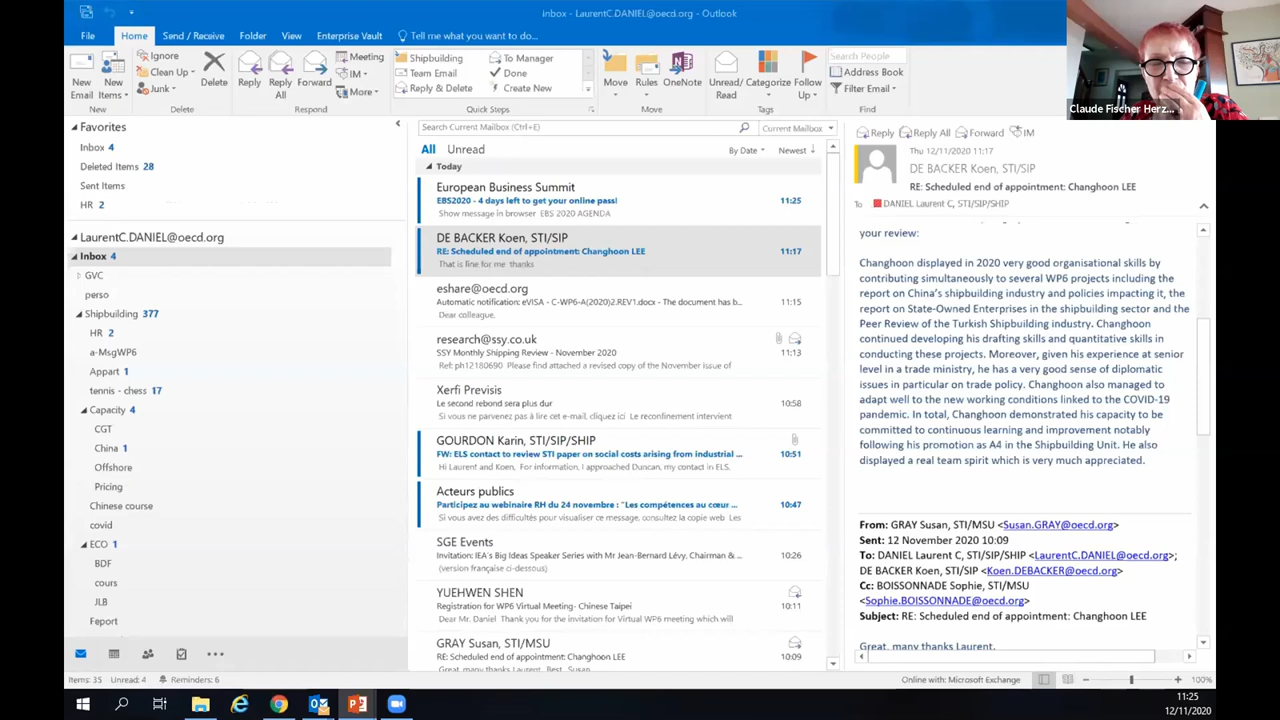 Inbox - LaurentC.DANIEL@oecd.org - Outlook
File Home Send / Receive Folder View Enterprise Vault Tell me what you want to do...
New Email
New Items
Ignore
Clean Up
Junk
Delete
Reply
Reply All
Forward
Meeting
IM
More
Shipbuilding
Team Email
Reply & Delete
To Manager
Done
Create New
Move
Rules
OneNote
Unread/ Read
Categorize
Follow Up
Search People
Address Book
Filter Email
New Delete Respond Quick Steps Move Tags Find
Claude Fischer Herz...
Favorites
Inbox 4
Deleted Items 28
Sent Items
HR 2
LaurentC.DANIEL@oecd.org
Inbox 4
GVC
perso
Shipbuilding 377
HR 2
a-MsgWP6
Appart 1
tennis - chess 17
Capacity 4
CGT
China 1
Offshore
Pricing
Chinese course
covid
ECO 1
BDF
cours
JLB
Feport
Search Current Mailbox (Ctrl+E) Current Mailbox
All Unread By Date Newest
Today
European Business Summit
EBS2020 - 4 days left to get your online pass! 11:25
Show message in browser EBS 2020 AGENDA
DE BACKER Koen, STI/SIP
RE: Scheduled end of appointment: Changhoon LEE 11:17
That is fine for me. thanks
eshare@oecd.org
Automatic notification: eVISA - C-WP6-A(2020)2.REV1.docx - The document has b... 11:15
Dear colleague,
research@ssy.co.uk
SSY Monthly Shipping Review - November 2020 11:13
Ref: ph12180690 Please find attached a revised copy of the November issue of
Xerfi Previsis
Le second rebond sera plus dur 10:58
Si vous ne parvenez pas à lire cet e-mail, cliquez ici Le reconfinement intervient
GOURDON Karin, STI/SIP/SHIP
FW: ELS contact to review STI paper on social costs arising from industrial ... 10:51
Hi Laurent and Koen, For information, I approached Duncan, my contact in ELS.
Acteurs publics
Participez au webinaire RH du 24 novembre : "Les compétences au cœur ... 10:47
Si vous avez des difficultés pour visualiser ce message, consultez la copie web Les
SGE Events
Invitation: IEA's Big Ideas Speaker Series with Mr Jean-Bernard Lévy, Chairman & ... 10:26
(version française ci-dessous)
YUEHWEN SHEN
Registration for WP6 Virtual Meeting- Chinese Taipei 10:11
Dear Mr. Daniel Thank you for the invitation for Virtual WP6 meeting which will
GRAY Susan, STI/MSU
RE: Scheduled end of appointment: Changhoon LEE 10:09
Great, many thanks Laurent. Best, Susan
Reply Reply All Forward IM
Thu 12/11/2020 11:17
DE BACKER Koen, STI/SIP
RE: Scheduled end of appointment: Changhoon LEE
To DANIEL Laurent C, STI/SIP/SHIP
your review:
Changhoon displayed in 2020 very good organisational skills by
contributing simultaneously to several WP6 projects including the
report on China's shipbuilding industry and policies impacting it, the
report on State-Owned Enterprises in the shipbuilding sector and the
Peer Review of the Turkish Shipbuilding industry. Changhoon
continued developing his drafting skills and quantitative skills in
conducting these projects. Moreover, given his experience at senior
level in a trade ministry, he has a very good sense of diplomatic
issues in particular on trade policy. Changhoon also managed to
adapt well to the new working conditions linked to the COVID-19
pandemic. In total, Changhoon demonstrated his capacity to be
committed to continuous learning and improvement notably
following his promotion as A4 in the Shipbuilding Unit. He also
displayed a real team spirit which is very much appreciated.
From: GRAY Susan, STI/MSU <Susan.GRAY@oecd.org>
Sent: 12 November 2020 10:09
To: DANIEL Laurent C, STI/SIP/SHIP <LaurentC.DANIEL@oecd.org>;
DE BACKER Koen, STI/SIP <Koen.DEBACKER@oecd.org>
Cc: BOISSONNADE Sophie, STI/MSU
<Sophie.BOISSONNADE@oecd.org>
Subject: RE: Scheduled end of appointment: Changhoon LEE
Great, many thanks Laurent.
Items: 35 Unread: 4 Reminders: 6 Online with: Microsoft Exchange 100%
11:25
12/11/2020